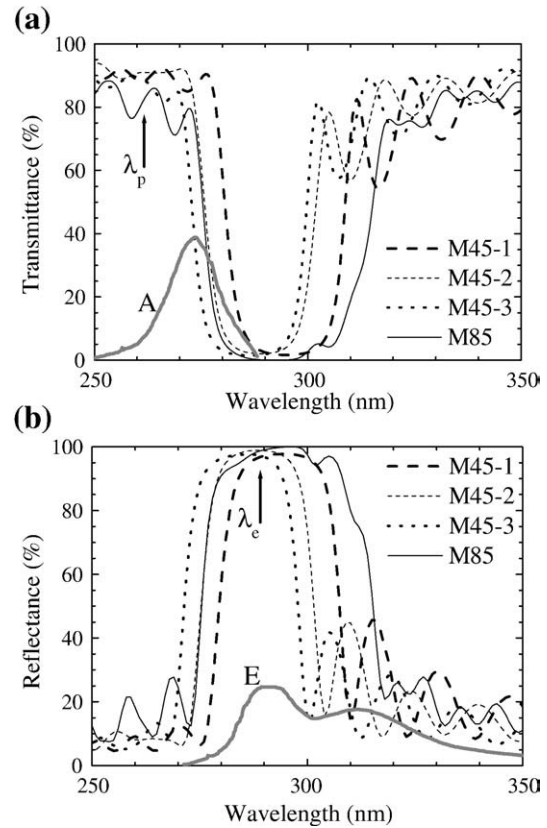 (a)
100
80
60
40
20
0
Transmittance (%)
λp
A
M45-1
M45-2
M45-3
M85
250
300
350
Wavelength (nm)
(b)
100
80
60
40
20
0
Reflectance (%)
λe
E
M45-1
M45-2
M45-3
M85
250
300
350
Wavelength (nm)